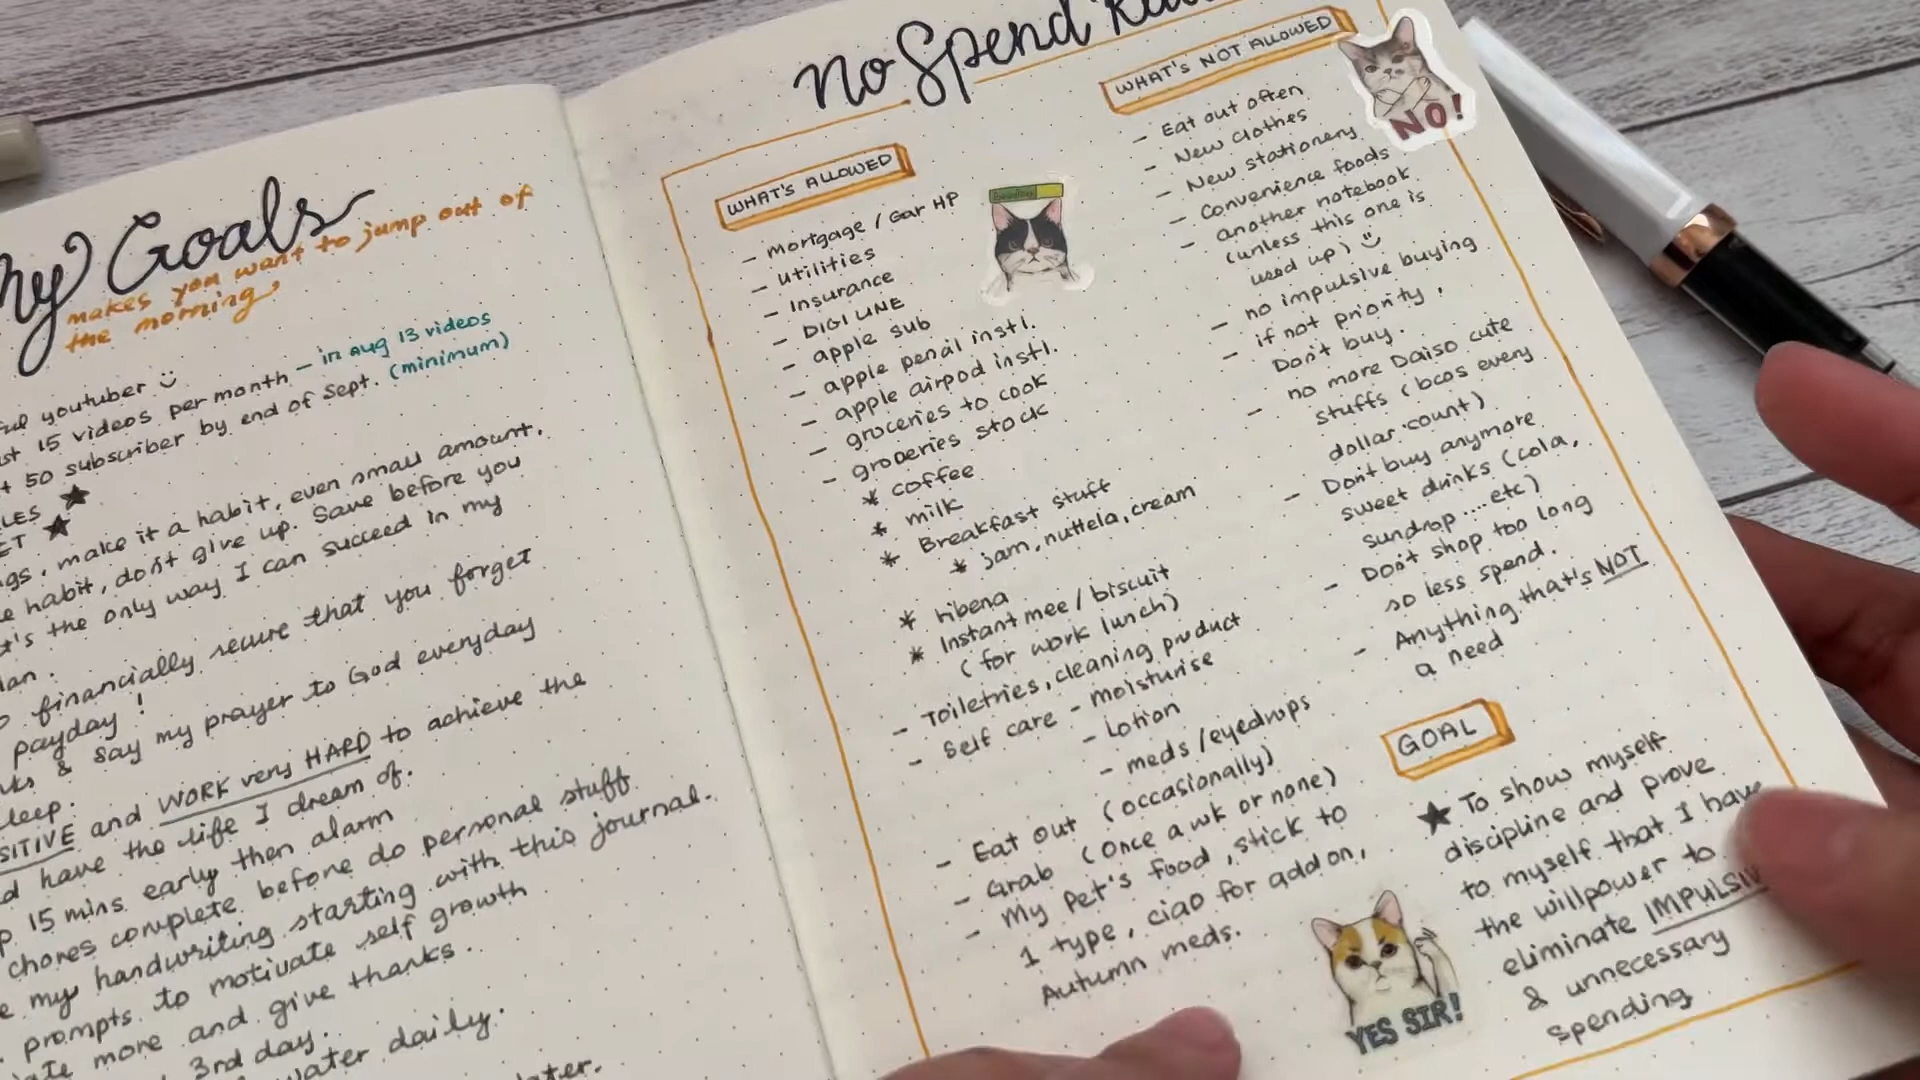 My Goals
makes you want to jump out of
the morning,
youtuber
15 videos per month - in Aug 13 videos
50 subscriber by end of Sept. (minimum)
make it a habit, even small amount.
habit, don't give up. Save before you
the only way I can succeed in my
financially secure that you forget
payday!
& say my prayer to God everyday
and WORK very HARD to achieve the
have the life I dream of.
15 mins early then alarm
chores complete before do personal stuff
my handwriting starting with this journal.
prompts to motivate self growth
more and give thanks.
3rd day.
water daily.
No Spend
WHAT'S ALLOWED
- mortgage / Car HP
- utilities
- Insurance
- DIGI LINE
- apple sub
- apple pencil instl.
- apple airpod instl.
- groceries to cook
- groceries stock
* coffee
* milk
* Breakfast stuff
* jam, nuttela, cream
* ribena
* Instant mee / biscuit
(for work lunch)
- Toiletries, cleaning product
- Self care - moisturise
- Lotion
- meds / eyedrops
(occasionally)
- Eat out (once a wk or none)
- Grab
- My Pet's food, stick to
1 type, ciao for add on,
Autumn meds.
WHAT'S NOT ALLOWED
NO!
- Eat out often
- New clothes
- New stationery
- Convenience foods
- another notebook
(unless this one is
used up)
- no impulsive buying
- if not priority,
Don't buy.
- no more Daiso cute
stuffs (bcos every
dollar count)
- Don't buy anymore
sweet drinks (cola,
sundrop .... etc)
- Don't shop too long
so less spend.
- Anything that's NOT
a need
GOAL
★ To show myself
discipline and prove
to myself that I have
the willpower to
eliminate
& unnecessary
spending
YES SIR!